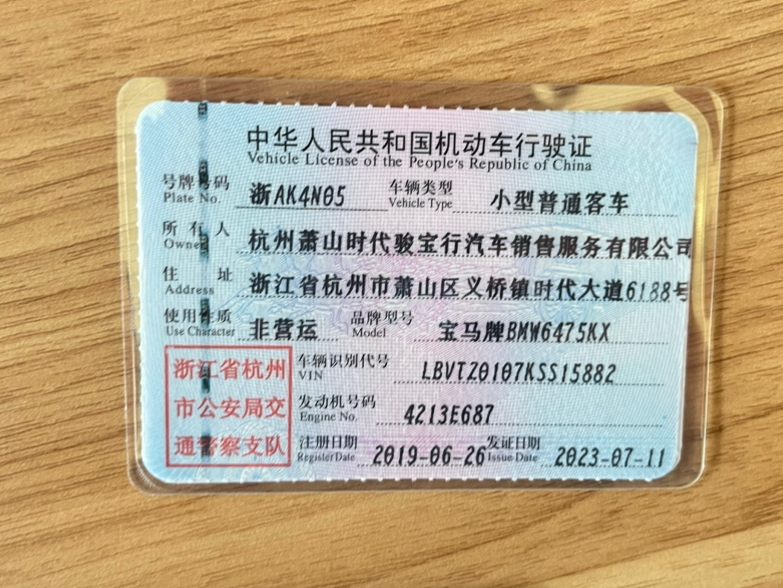 中华人民共和国机动车行驶证
Vehicle License of the People's Republic of China
号牌号码 浙AK4N05 车辆类型 小型普通客车
Plate No. Vehicle Type
所有人 杭州萧山时代骏宝行汽车销售服务有限公司
Owner
住址 浙江省杭州市萧山区义桥镇时代大道6188号
Address
使用性质 非营运 品牌型号 宝马牌BMW6475KX
Use Character Model
浙江省杭州
市公安局交
通警察支队
车辆识别代号 LBVTZ0107KSS15882
VIN
发动机号码 4213E687
Engine No.
注册日期 2019-06-26 发证日期 2023-07-11
Register Date Issue Date